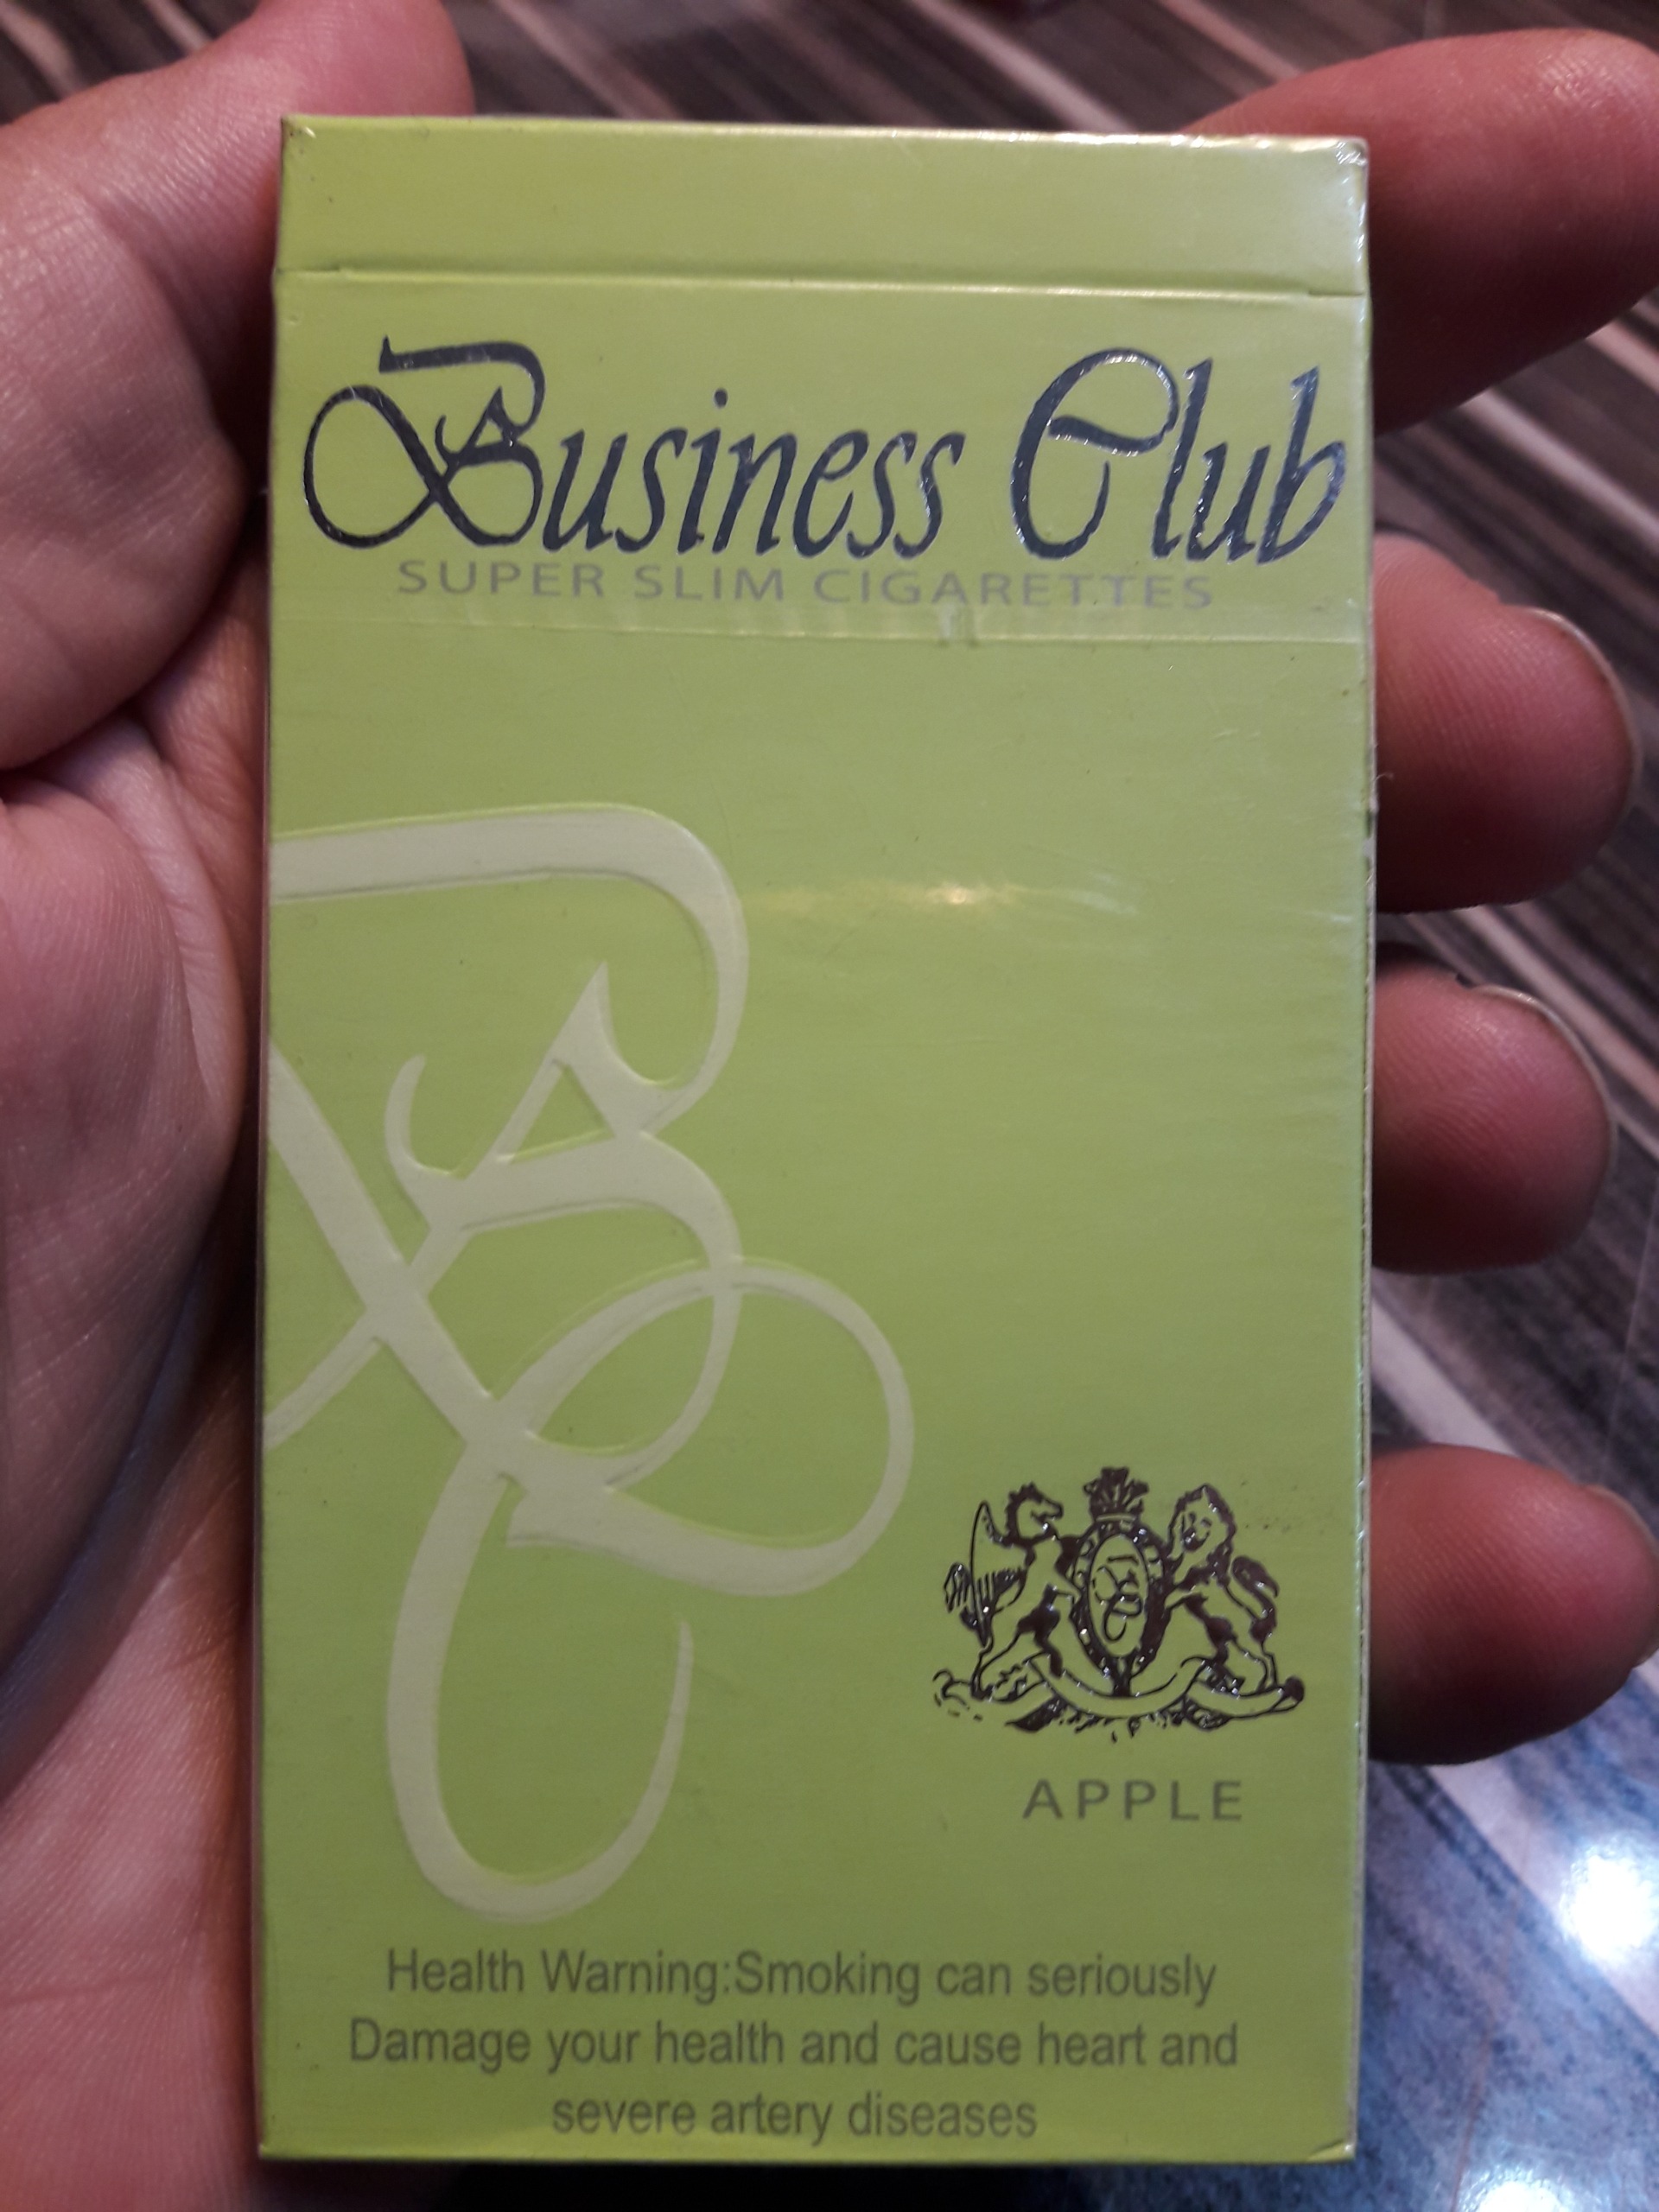 Business Club
SUPER SLIM CIGARETTES
APPLE
Health Warning:Smoking can seriously
Damage your health and cause heart and
severe artery diseases